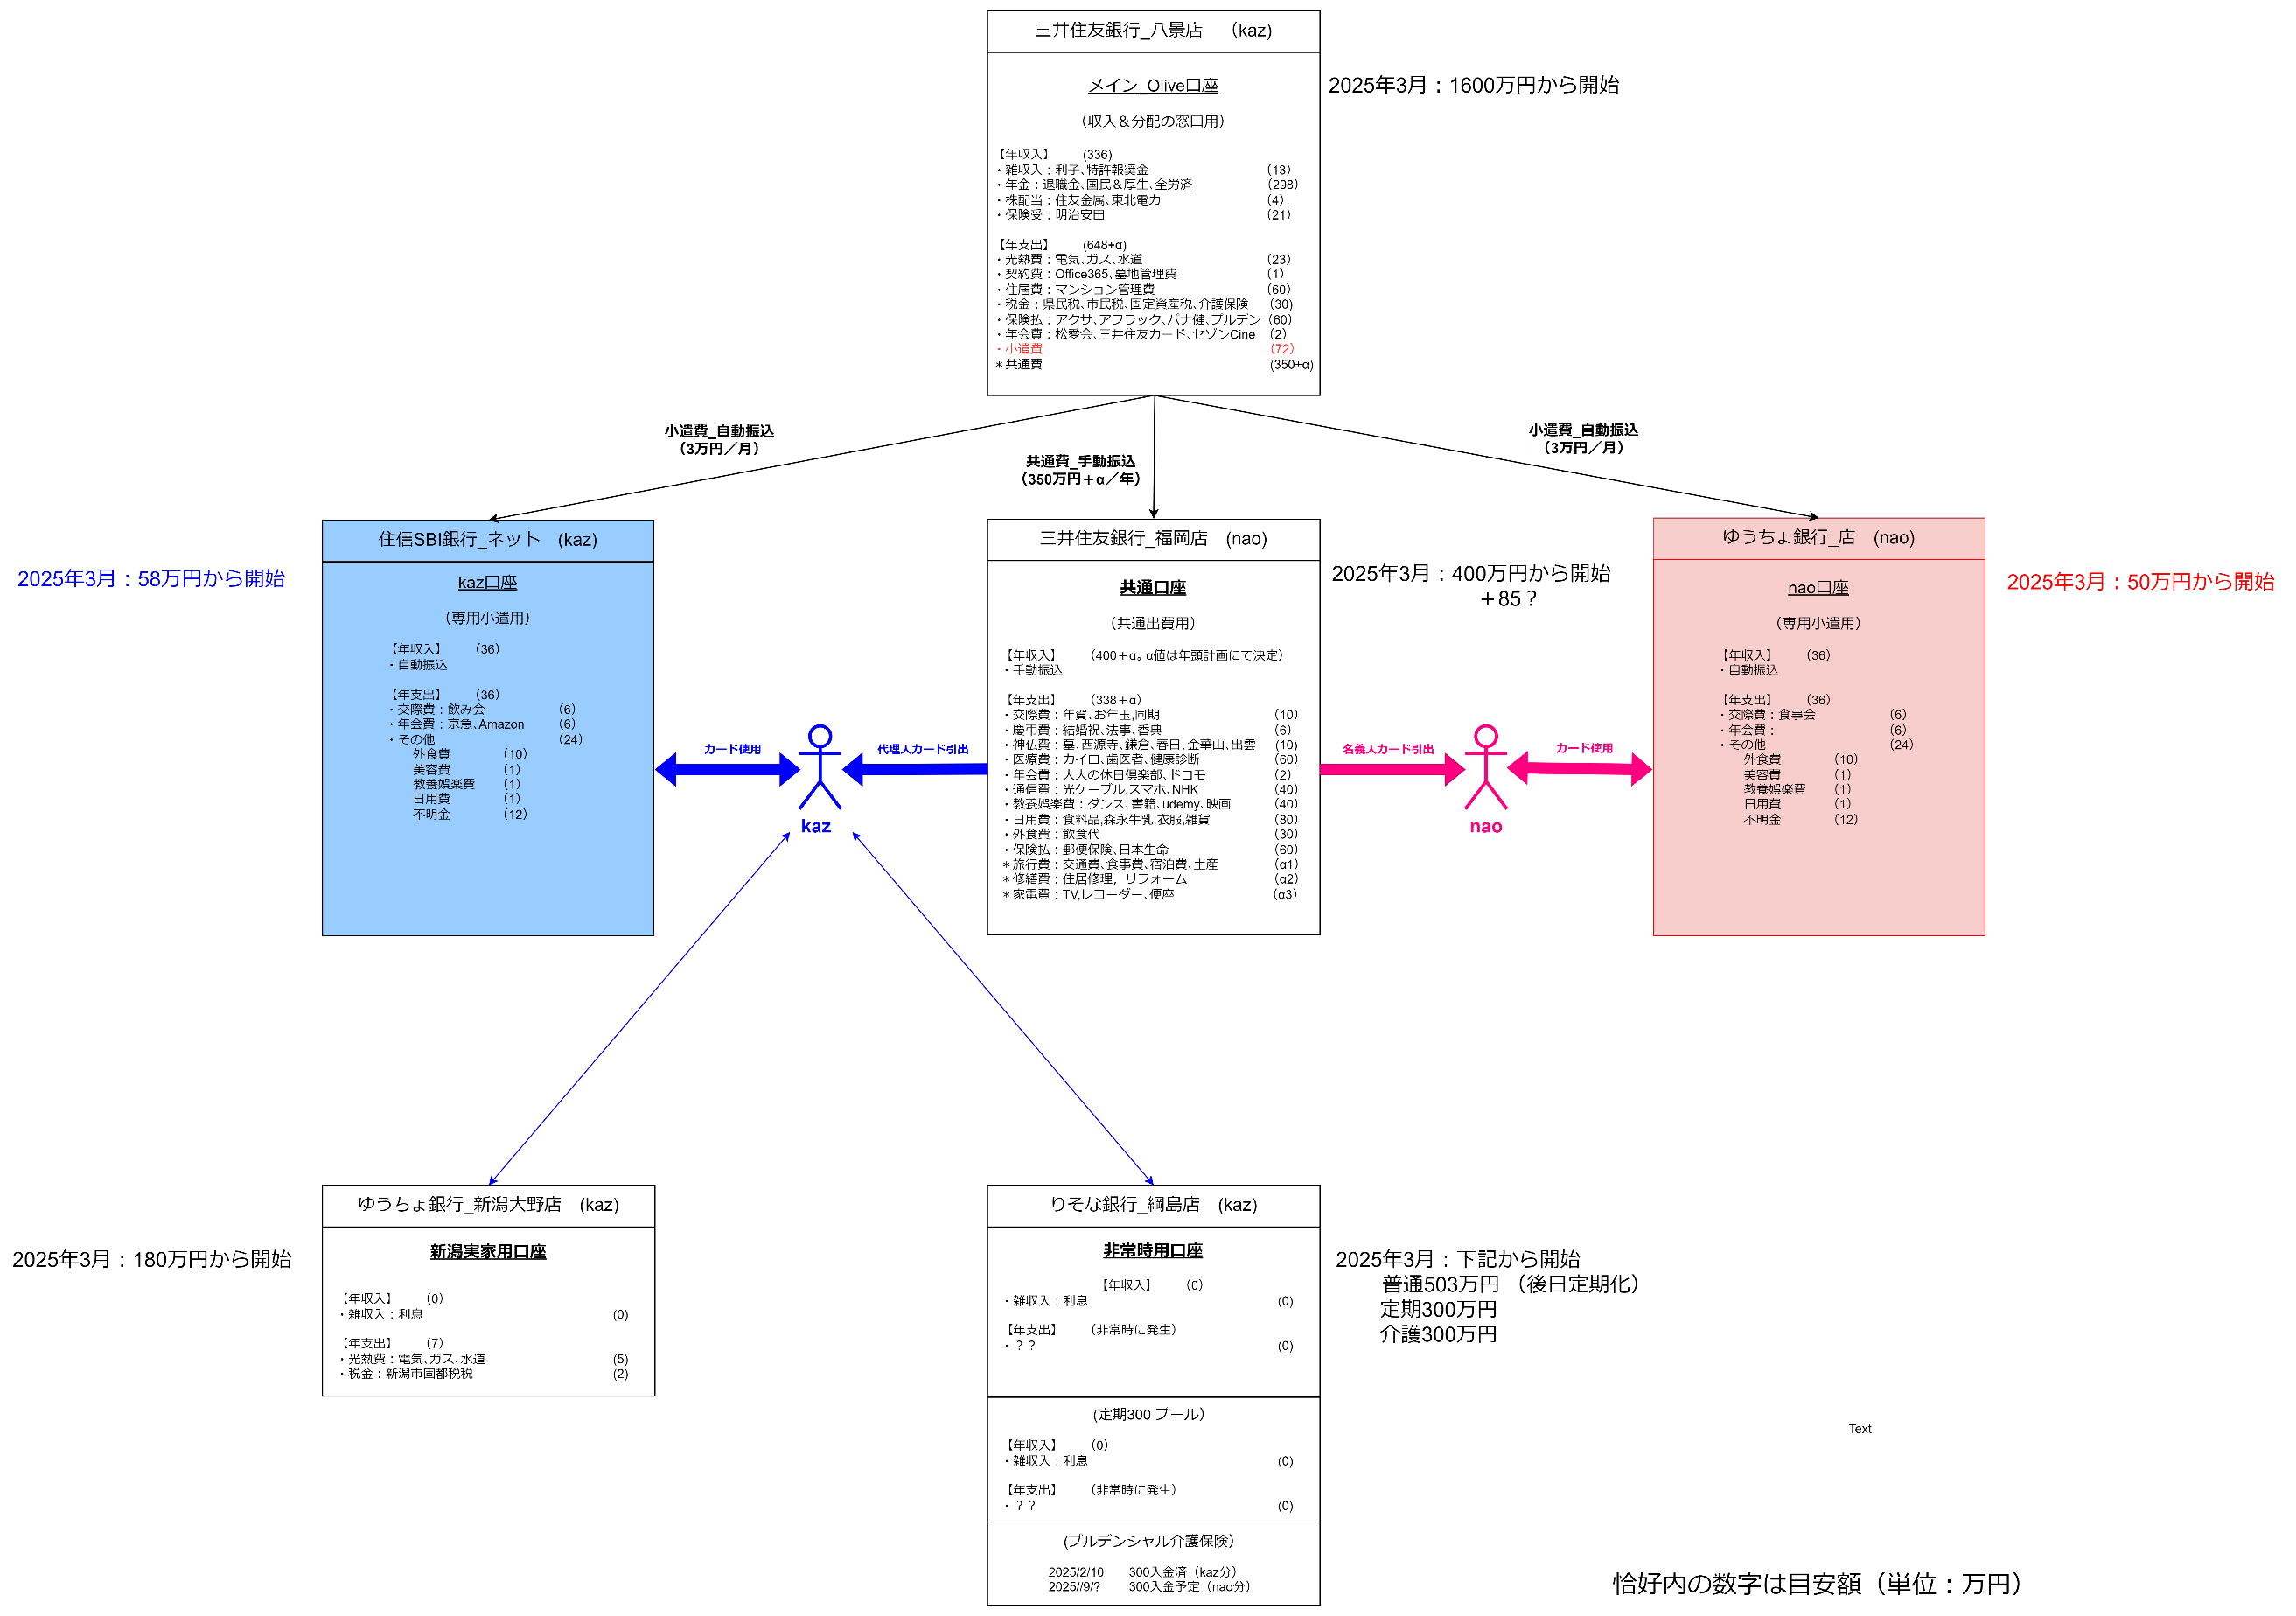 三井住友銀行_八景店　（kaz)
メイン_Olive口座
（収入＆分配の窓口用）
【年収入】　　(336)
・雑収入：利子、特許報奨金　（13）
・年金：退職金、国民＆厚生、全労済　（298）
・株配当：住友金属、東北電力　（4）
・保険受：明治安田　（21）
【年支出】　　(648+α)
・光熱費：電気、ガス、水道　（23）
・契約費：Office365、墓地管理費　（1）
・住居費：マンション管理費　（60）
・税金：県民税、市民税、固定資産税、介護保険　（30）
・保険払：アクサ、アフラック、パナ健、プルデン　（60）
・年会費：松愛会、三井住友カード、セゾンCine　（2）
・小遣費　（72）
＊共通費　(350+α)
2025年3月：1600万円から開始
小遣費_自動振込
（3万円／月）
共通費_手動振込
（350万円＋α／年）
小遣費_自動振込
（3万円／月）
2025年3月：58万円から開始
住信SBI銀行_ネット　(kaz)
kaz口座
（専用小遣用）
【年収入】　　（36）
・自動振込
【年支出】　　（36）
・交際費：飲み会　（6）
・年会費：京急、Amazon　（6）
・その他　（24）
外食費　（10）
美容費　（1）
教養娯楽費　（1）
日用費　（1）
不明金　（12）
カード使用
kaz
代理人カード引出
三井住友銀行_福岡店　(nao)
共通口座
（共通出費用）
【年収入】　　（400＋α。α値は年頭計画にて決定）
・手動振込
【年支出】　　（338＋α）
・交際費：年賀、お年玉,同期　（10）
・慶弔費：結婚祝、法事、香典　（6）
・神仏費：墓、西源寺、鎌倉、春日、金華山、出雲　（10）
・医療費：カイロ、歯医者、健康診断　（60）
・年会費：大人の休日倶楽部、ドコモ　（2）
・通信費：光ケーブル,スマホ、NHK　（40）
・教養娯楽費：ダンス、書籍、udemy、映画　（40）
・日用費：食料品,森永牛乳,衣服,雑貨　（80）
・外食費：飲食代　（30）
・保険払：郵便保険、日本生命　（60）
＊旅行費：交通費、食事費、宿泊費、土産　（α1）
＊修繕費：住居修理，リフォーム　（α2）
＊家電費：TV,レコーダー、便座　（α3）
2025年3月：400万円から開始
＋85？
名義人カード引出
nao
カード使用
ゆうちょ銀行_店　(nao)
nao口座
（専用小遣用）
【年収入】　　（36）
・自動振込
【年支出】　　（36）
・交際費：食事会　（6）
・年会費：　（6）
・その他　（24）
外食費　（10）
美容費　（1）
教養娯楽費　（1）
日用費　（1）
不明金　（12）
2025年3月：50万円から開始
2025年3月：180万円から開始
ゆうちょ銀行_新潟大野店　(kaz)
新潟実家用口座
【年収入】　　（0）
・雑収入：利息　(0)
【年支出】　　（7）
・光熱費：電気、ガス、水道　(5)
・税金：新潟市固都税税　(2)
りそな銀行_綱島店　(kaz)
非常時用口座
【年収入】　　（0）
・雑収入：利息　(0)
【年支出】　　（非常時に発生）
・？？　(0)
(定期300 プール）
【年収入】　　（0）
・雑収入：利息　(0)
【年支出】　　（非常時に発生）
・？？　(0)
(プルデンシャル介護保険）
2025/2/10　　300入金済（kaz分）
2025//9/?　　300入金予定（nao分）
2025年3月：下記から開始
普通503万円 （後日定期化）
定期300万円
介護300万円
Text
恰好内の数字は目安額（単位：万円）